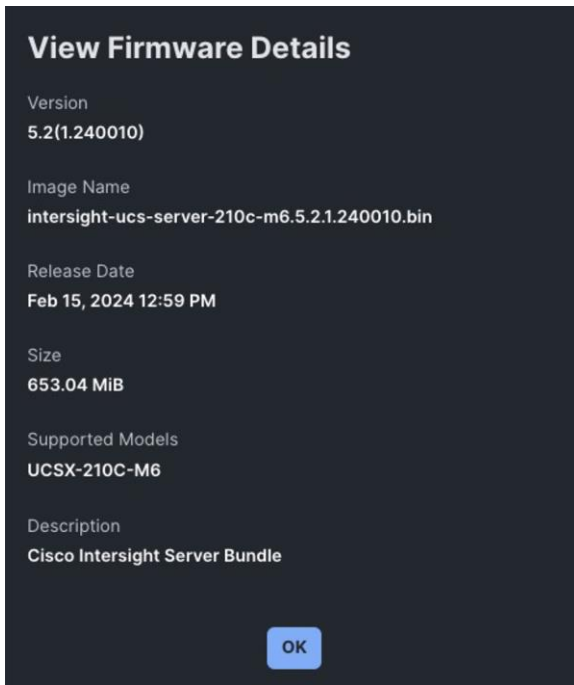 View Firmware Details
Version
5.2(1.240010)
Image Name
intersight-ucs-server-210c-m6.5.2.1.240010.bin
Release Date
Feb 15, 2024 12:59 PM
Size
653.04 MiB
Supported Models
UCSX-210C-M6
Description
Cisco Intersight Server Bundle
OK